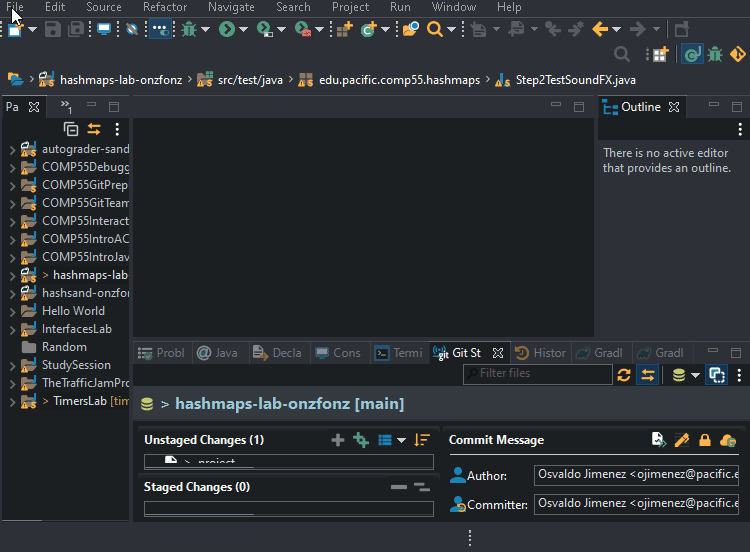 File Edit Source Refactor Navigate Search Project Run Window Help
hashmaps-lab-onzfonz > src/test/java > edu.pacific.comp55.hashmaps > Step2TestSoundFX.java
Pa
»1
Outline
There is no active editor
that provides an outline.
autograder-sand
COMP55Debugg
COMP55GitPrep
COMP55GitTeam
COMP55Interact
COMP55IntroAC
COMP55IntroJav
> hashmaps-lab
hashsand-onzfor
Hello World
InterfacesLab
Random
StudySession
TheTrafficJamPro
> TimersLab [tim
Probl Java Decla Cons Termi Git St Histor Gradl Gradl
Filter files
> hashmaps-lab-onzfonz [main]
Unstaged Changes (1)
> .project
Staged Changes (0)
Commit Message
Author: Osvaldo Jimenez <ojimenez@pacific.e
Committer: Osvaldo Jimenez <ojimenez@pacific.e